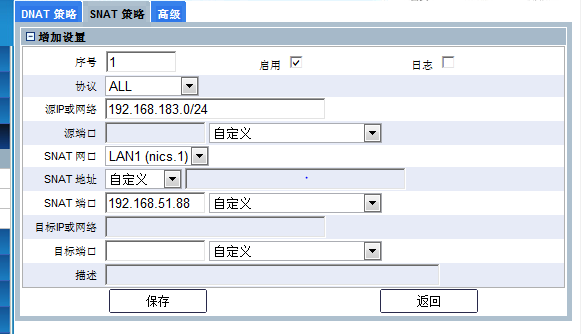 DNAT 策略 SNAT 策略 高级
增加设置
序号 1 启用 日志
协议 ALL
源IP或网络 192.168.183.0/24
源端口 自定义
SNAT 网口 LAN1 (nics.1)
SNAT 地址 自定义
SNAT 端口 192.168.51.88 自定义
目标IP或网络
目标端口 自定义
描述
保存 返回